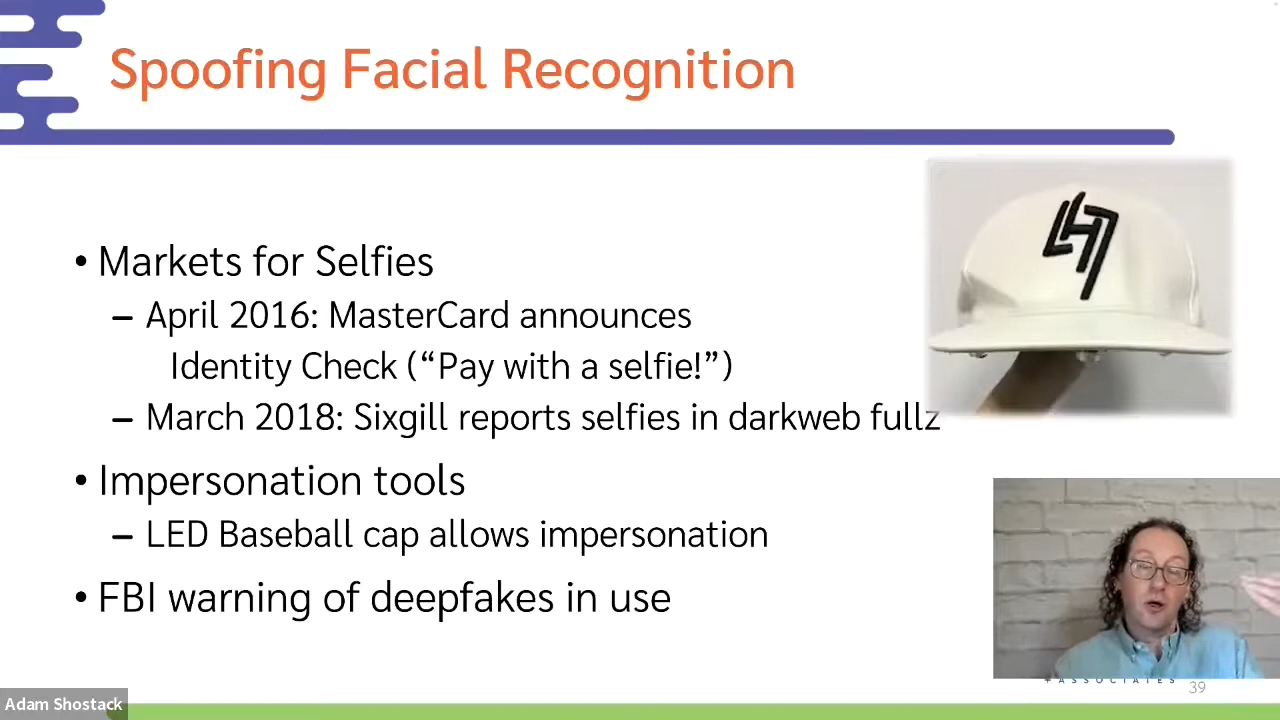 Spoofing Facial Recognition
• Markets for Selfies
– April 2016: MasterCard announces
Identity Check (“Pay with a selfie!”)
– March 2018: Sixgill reports selfies in darkweb fullz
• Impersonation tools
– LED Baseball cap allows impersonation
• FBI warning of deepfakes in use
+ ASSOCIATES
39
Adam Shostack